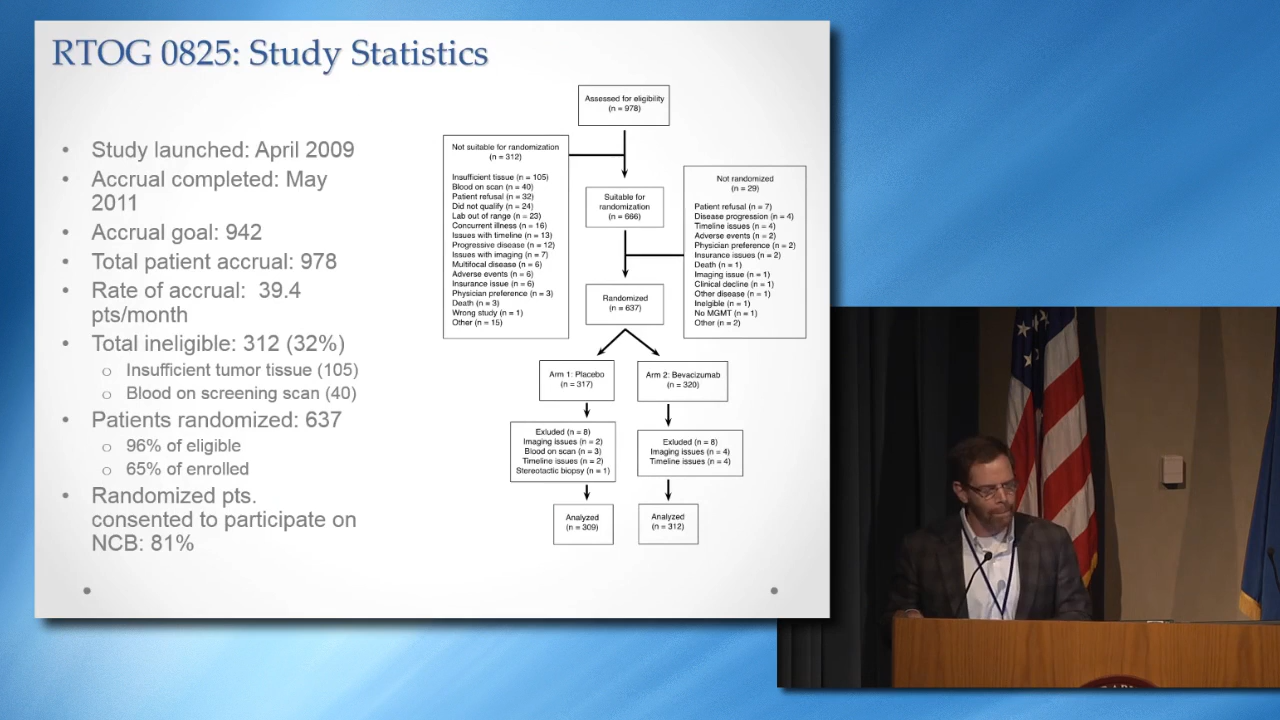 RTOG 0825: Study Statistics
• Study launched: April 2009
• Accrual completed: May
2011
• Accrual goal: 942
• Total patient accrual: 978
• Rate of accrual: 39.4
pts/month
• Total ineligible: 312 (32%)
o Insufficient tumor tissue (105)
o Blood on screening scan (40)
• Patients randomized: 637
o 96% of eligible
o 65% of enrolled
• Randomized pts.
consented to participate on
NCB: 81%
Assessed for eligibility
(n = 978)
Not suitable for randomization
(n = 312)
Insufficient tissue (n = 105)
Blood on scan (n = 40)
Patient refusal (n = 32)
Did not qualify (n = 24)
Lab out of range (n = 23)
Concurrent illness (n = 16)
Issues with timeline (n = 13)
Progressive disease (n = 12)
Issues with imaging (n = 7)
Multifocal disease (n = 6)
Adverse events (n = 6)
Insurance issue (n = 6)
Physician preference (n = 3)
Death (n = 3)
Wrong study (n = 1)
Other (n = 15)
Suitable for
randomization
(n = 666)
Not randomized
(n = 29)
Patient refusal (n = 7)
Disease progression (n = 4)
Timeline issues (n = 4)
Adverse events (n = 2)
Physician preference (n = 2)
Insurance issues (n = 2)
Death (n = 1)
Imaging issue (n = 1)
Clinical decline (n = 1)
Other disease (n = 1)
Ineligible (n = 1)
No MGMT (n = 1)
Other (n = 2)
Randomized
(n = 637)
Arm 1: Placebo
(n = 317)
Arm 2: Bevacizumab
(n = 320)
Exluded (n = 8)
Imaging issues (n = 2)
Blood on scan (n = 3)
Timeline issues (n = 2)
Stereotactic biopsy (n = 1)
Exluded (n = 8)
Imaging issues (n = 4)
Timeline issues (n = 4)
Analyzed
(n = 309)
Analyzed
(n = 312)